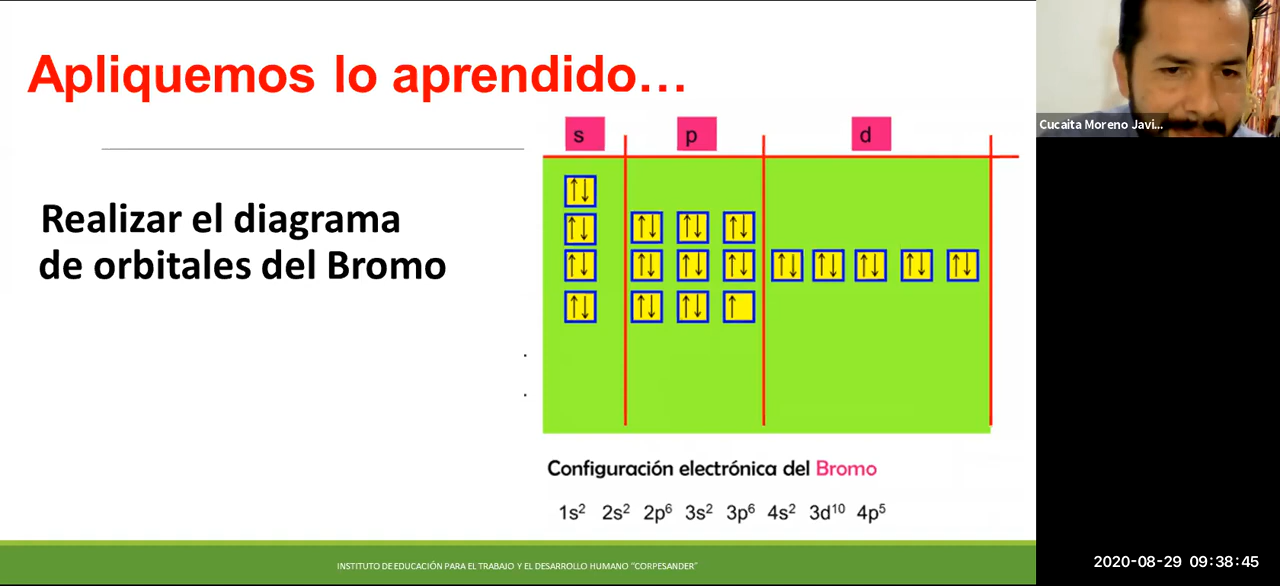 Apliquemos lo aprendido...
Realizar el diagrama
de orbitales del Bromo
s p d
Configuración electrónica del Bromo
1s² 2s² 2p⁶ 3s² 3p⁶ 4s² 3d¹⁰ 4p⁵
INSTITUTO DE EDUCACIÓN PARA EL TRABAJO Y EL DESARROLLO HUMANO "CORPESANDER"
Cucaita Moreno Javi...
2020-08-29 09:38:45